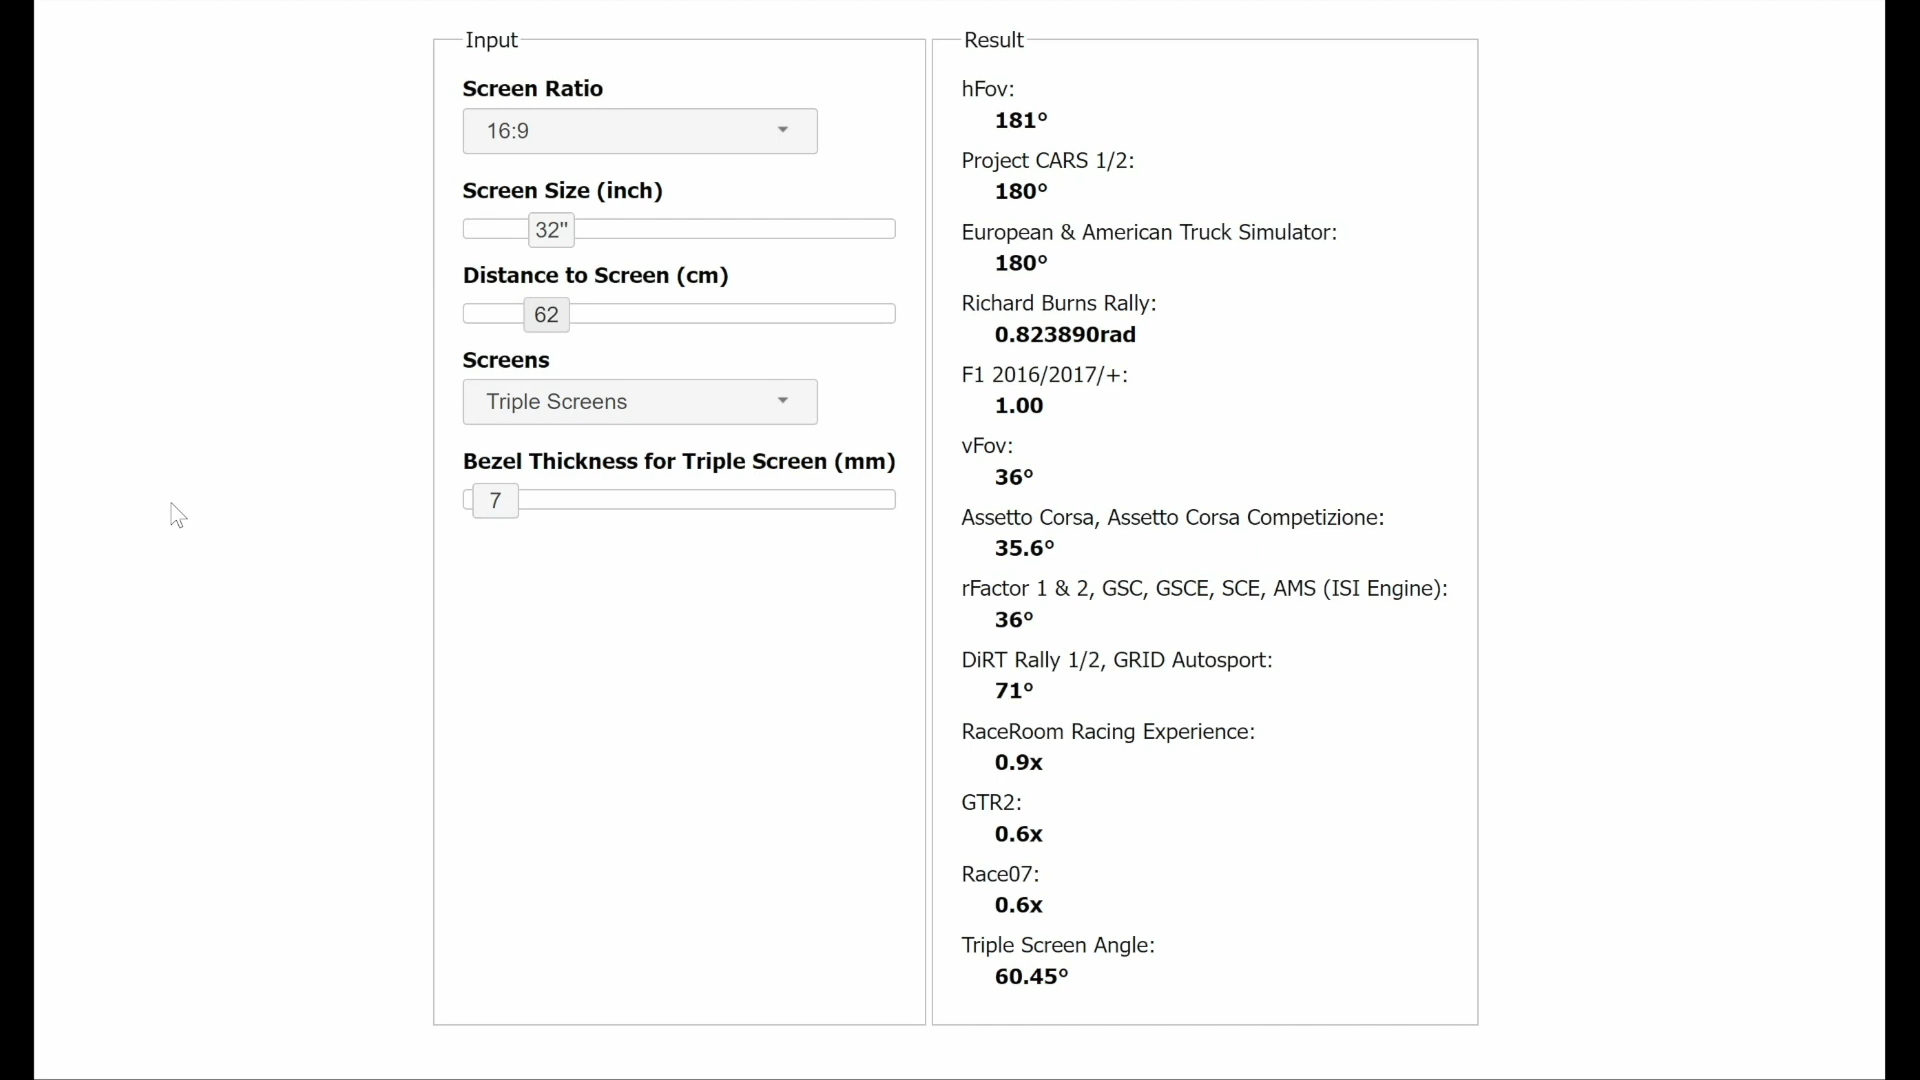 Input
Screen Ratio
16:9
Screen Size (inch)
32"
Distance to Screen (cm)
62
Screens
Triple Screens
Bezel Thickness for Triple Screen (mm)
7
Result
hFov:
181°
Project CARS 1/2:
180°
European & American Truck Simulator:
180°
Richard Burns Rally:
0.823890rad
F1 2016/2017/+:
1.00
vFov:
36°
Assetto Corsa, Assetto Corsa Competizione:
35.6°
rFactor 1 & 2, GSC, GSCE, SCE, AMS (ISI Engine):
36°
DiRT Rally 1/2, GRID Autosport:
71°
RaceRoom Racing Experience:
0.9x
GTR2:
0.6x
Race07:
0.6x
Triple Screen Angle:
60.45°